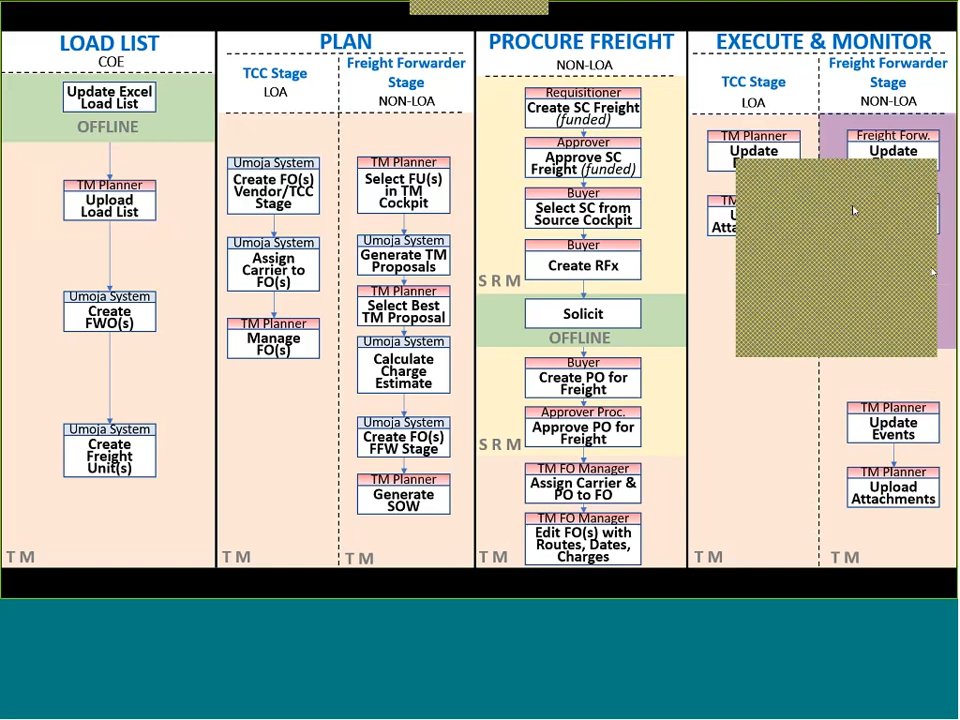 LOAD LIST
COE
Update Excel
Load List
OFFLINE
TM Planner
Upload
Load List
Umoja System
Create
FWO(s)
Umoja System
Create
Freight
Unit(s)
T M
PLAN
TCC Stage
LOA
Umoja System
Create FO(s)
Vendor/TCC
Stage
Umoja System
Assign
Carrier to
FO(s)
TM Planner
Manage
FO(s)
T M
Freight Forwarder
Stage
NON-LOA
TM Planner
Select FU(s)
in TM
Cockpit
Umoja System
Generate TM
Proposals
TM Planner
Select Best
TM Proposal
Umoja System
Calculate
Charge
Estimate
Umoja System
Create FO(s)
FFW Stage
TM Planner
Generate
SOW
T M
PROCURE FREIGHT
NON-LOA
Requisitioner
Create SC Freight
(funded)
Approver
Approve SC
Freight (funded)
Buyer
Select SC from
Source Cockpit
Buyer
Create RFx
S R M
Solicit
OFFLINE
Buyer
Create PO for
Freight
Approver Proc.
Approve PO for
Freight
S R M
TM FO Manager
Assign Carrier &
PO to FO
TM FO Manager
Edit FO(s) with
Routes, Dates,
Charges
T M
EXECUTE & MONITOR
TCC Stage
LOA
TM Planner
Update
T M
Freight Forwarder
Stage
NON-LOA
Freight Forw.
Update
TM Planner
Update
Events
TM Planner
Upload
Attachments
T M